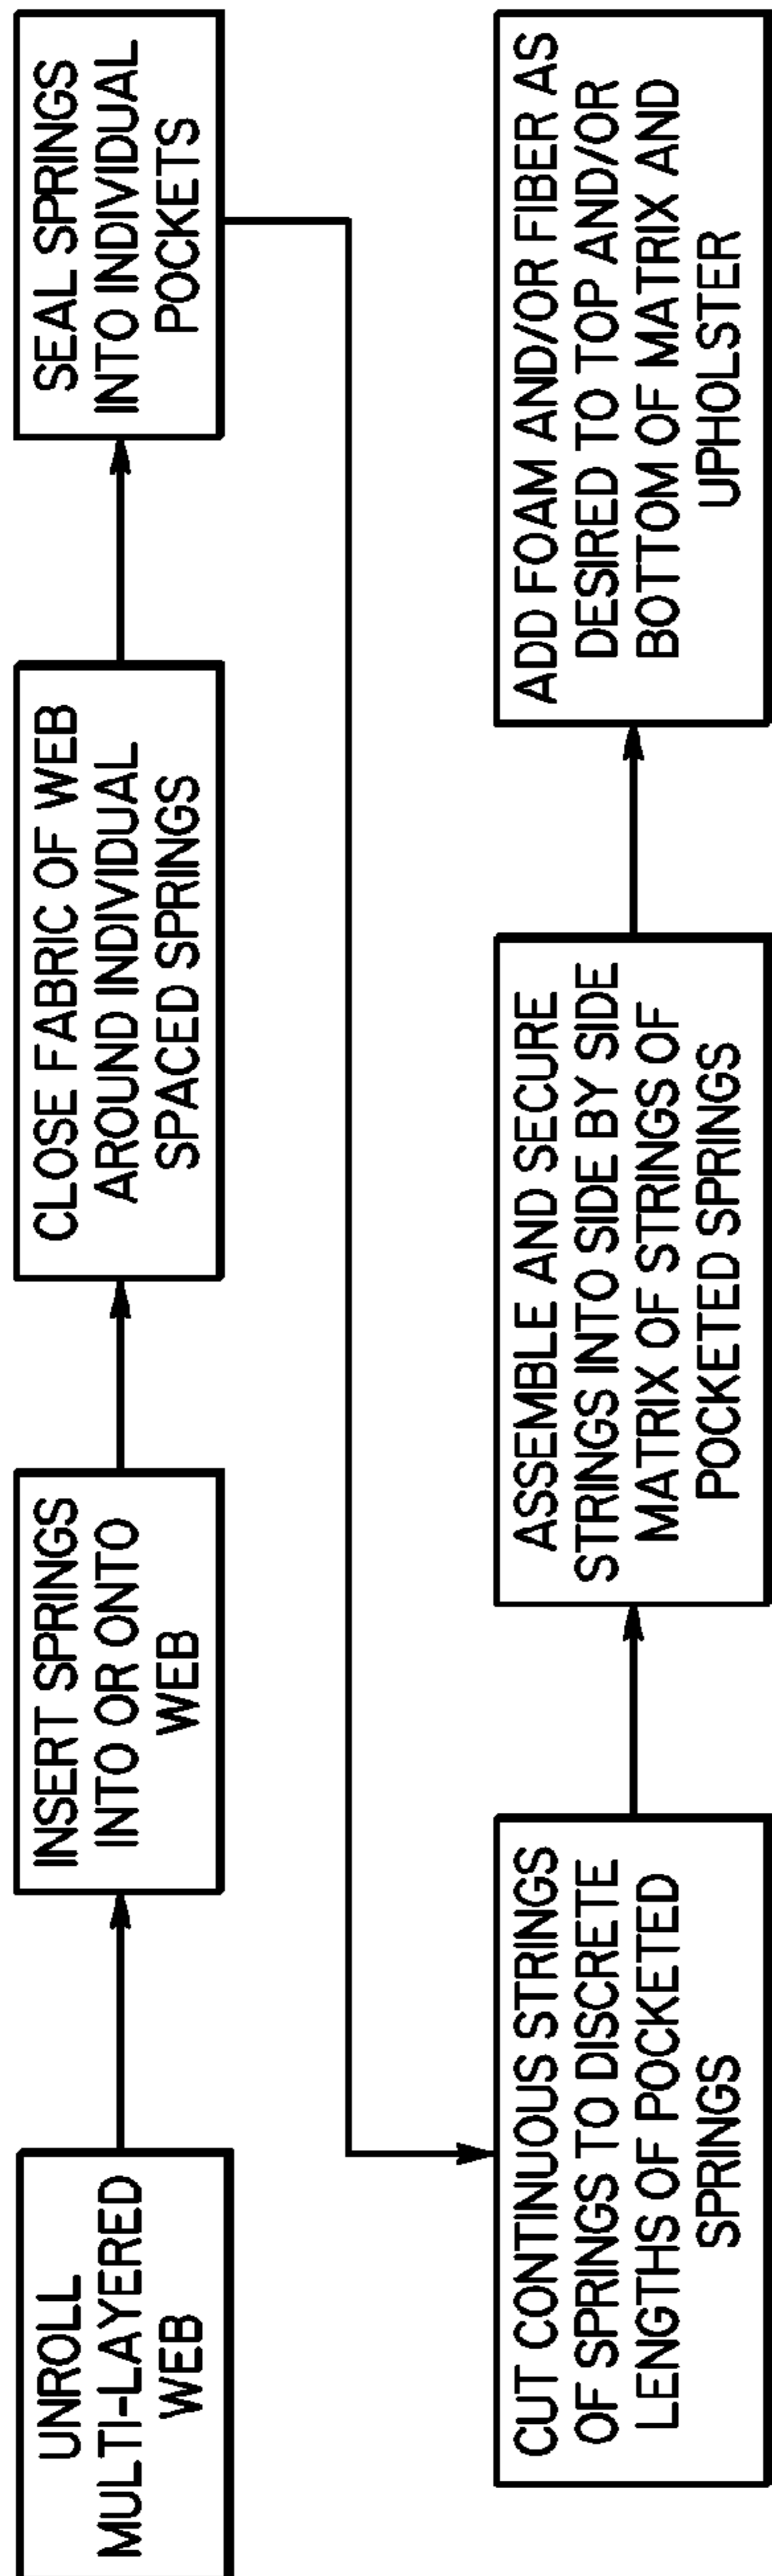 UNROLL
MULTI-LAYERED
WEB
INSERT SPRINGS
INTO OR ONTO
WEB
CLOSE FABRIC OF WEB
AROUND INDIVIDUAL
SPACED SPRINGS
SEAL SPRINGS
INTO INDIVIDUAL
POCKETS
CUT CONTINUOUS STRINGS
OF SPRINGS TO DISCRETE
LENGTHS OF POCKETED
SPRINGS
ASSEMBLE AND SECURE
STRINGS INTO SIDE BY SIDE
MATRIX OF STRINGS OF
POCKETED SPRINGS
ADD FOAM AND/OR FIBER AS
DESIRED TO TOP AND/OR
BOTTOM OF MATRIX AND
UPHOLSTER